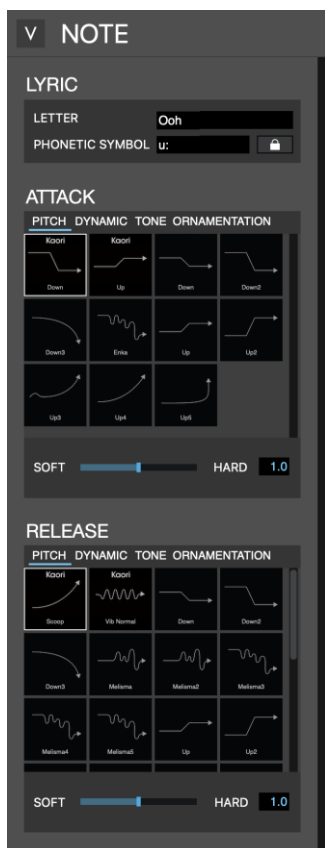 V NOTE
LYRIC
LETTER Ooh
PHONETIC SYMBOL u:
ATTACK
PITCH DYNAMIC TONE ORNAMENTATION
Kaori Kaori
Down Up Down Down2
Down3 Enka Up Up2
Up3 Up4 Up5
SOFT HARD 1.0
RELEASE
PITCH DYNAMIC TONE ORNAMENTATION
Kaori Kaori
Scoop Vib Normal Down Down2
Down3 Melisma Melisma2 Melisma3
Melisma4 Melisma5 Up Up2
SOFT HARD 1.0